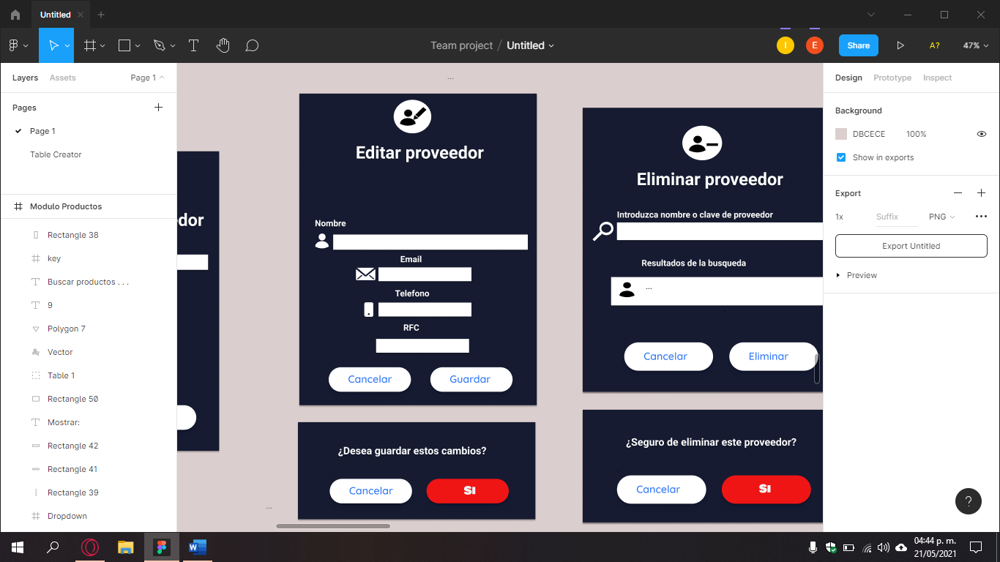 Untitled
Team project / Untitled
I
E
Share
A?
47%
Layers
Assets
Page 1
Pages
Page 1
Table Creator
Modulo Productos
Rectangle 38
key
Buscar productos . . .
9
Polygon 7
Vector
Table 1
Rectangle 50
Mostrar:
Rectangle 42
Rectangle 41
Rectangle 39
Dropdown
...
dor
Editar proveedor
Nombre
Email
Telefono
RFC
Cancelar
Guardar
¿Desea guardar estos cambios?
Cancelar
SI
...
Eliminar proveedor
Introduzca nombre o clave de proveedor
Resultados de la busqueda
...
Cancelar
Eliminar
¿Seguro de eliminar este proveedor?
Cancelar
SI
Design
Prototype
Inspect
Background
DBCECE
100%
Show in exports
Export
1x
Suffix
PNG
Export Untitled
Preview
?
04:44 p. m.
21/05/2021